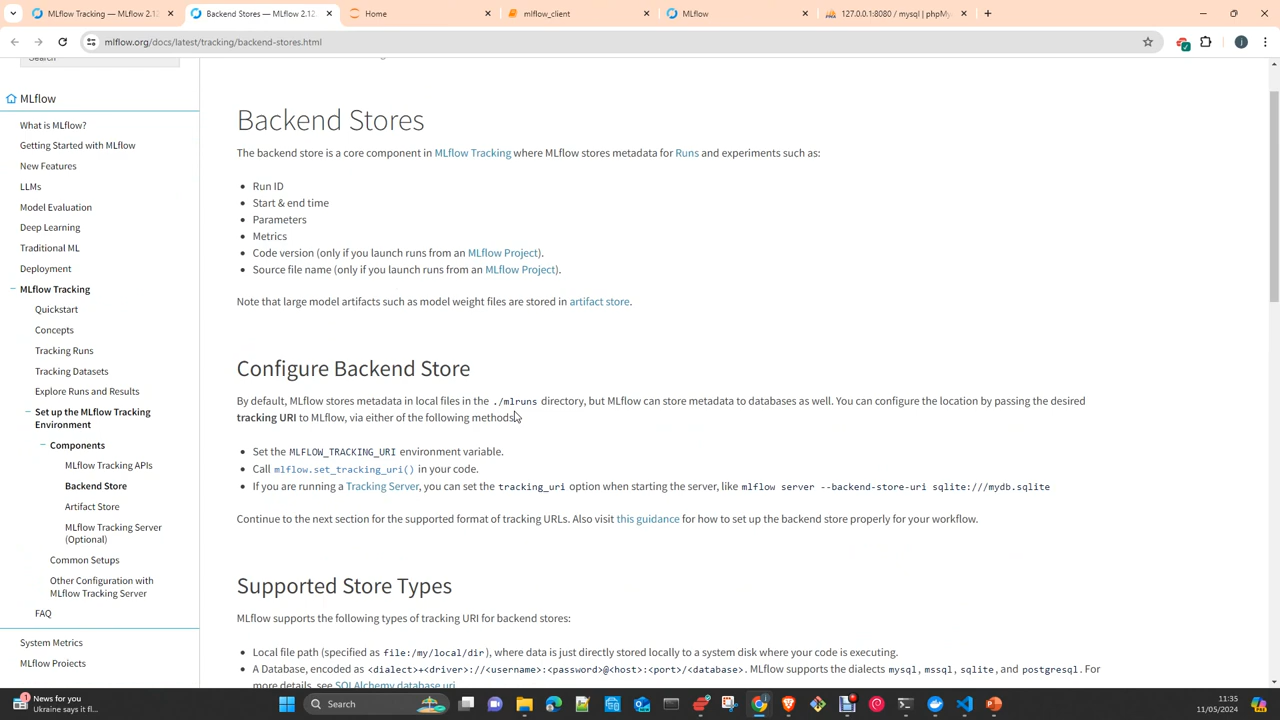 MLflow Tracking — MLflow 2.12.
Backend Stores — MLflow 2.12.
Home
mlflow_client
MLflow
127.0.0.1:8080 / mysql | phpMy
mlflow.org/docs/latest/tracking/backend-stores.html
Search
MLflow
What is MLflow?
Getting Started with MLflow
New Features
LLMs
Model Evaluation
Deep Learning
Traditional ML
Deployment
MLflow Tracking
Quickstart
Concepts
Tracking Runs
Tracking Datasets
Explore Runs and Results
Set up the MLflow Tracking
Environment
Components
MLflow Tracking APIs
Backend Store
Artifact Store
MLflow Tracking Server
(Optional)
Common Setups
Other Configuration with
MLflow Tracking Server
FAQ
System Metrics
MLflow Projects
Backend Stores
The backend store is a core component in MLflow Tracking where MLflow stores metadata for Runs and experiments such as:
Run ID
Start & end time
Parameters
Metrics
Code version (only if you launch runs from an MLflow Project).
Source file name (only if you launch runs from an MLflow Project).
Note that large model artifacts such as model weight files are stored in artifact store.
Configure Backend Store
By default, MLflow stores metadata in local files in the ./mlruns directory, but MLflow can store metadata to databases as well. You can configure the location by passing the desired
tracking URI to MLflow, via either of the following methods:
Set the MLFLOW_TRACKING_URI environment variable.
Call mlflow.set_tracking_uri() in your code.
If you are running a Tracking Server, you can set the tracking_uri option when starting the server, like mlflow server --backend-store-uri sqlite:///mydb.sqlite
Continue to the next section for the supported format of tracking URLs. Also visit this guidance for how to set up the backend store properly for your workflow.
Supported Store Types
MLflow supports the following types of tracking URI for backend stores:
Local file path (specified as file:/my/local/dir), where data is just directly stored locally to a system disk where your code is executing.
A Database, encoded as <dialect>+<driver>://<username>:<password>@<host>:<port>/<database>. MLflow supports the dialects mysql, mssql, sqlite, and postgresql. For
more details, see SQLAlchemy database uri.
1
News for you
Ukraine says it fl...
Search
11:35
11/05/2024